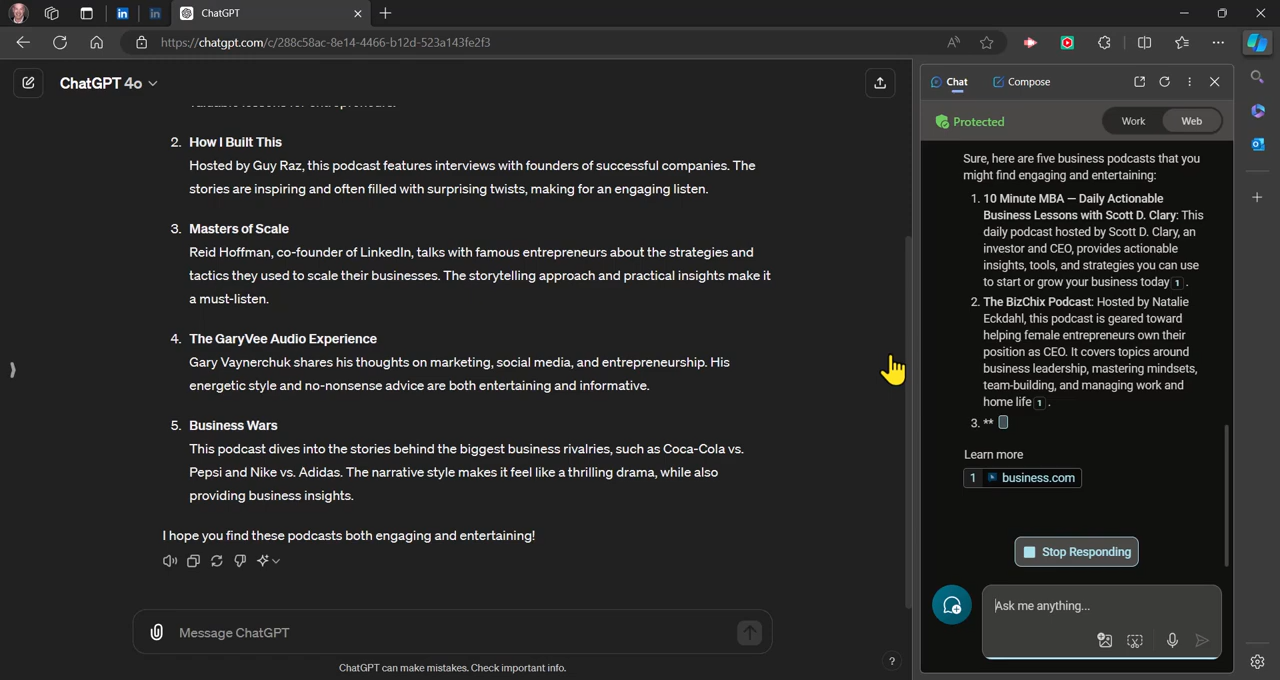 ChatGPT
https://chatgpt.com/c/288c58ac-8e14-4466-b12d-523a143fe2f3
ChatGPT 4o
valuable lessons for entrepreneurs.
2. How I Built This
Hosted by Guy Raz, this podcast features interviews with founders of successful companies. The
stories are inspiring and often filled with surprising twists, making for an engaging listen.
3. Masters of Scale
Reid Hoffman, co-founder of LinkedIn, talks with famous entrepreneurs about the strategies and
tactics they used to scale their businesses. The storytelling approach and practical insights make it
a must-listen.
4. The GaryVee Audio Experience
Gary Vaynerchuk shares his thoughts on marketing, social media, and entrepreneurship. His
energetic style and no-nonsense advice are both entertaining and informative.
5. Business Wars
This podcast dives into the stories behind the biggest business rivalries, such as Coca-Cola vs.
Pepsi and Nike vs. Adidas. The narrative style makes it feel like a thrilling drama, while also
providing business insights.
I hope you find these podcasts both engaging and entertaining!
Message ChatGPT
ChatGPT can make mistakes. Check important info.
?
Chat Compose
Protected Work Web
Sure, here are five business podcasts that you
might find engaging and entertaining:
1. 10 Minute MBA — Daily Actionable
Business Lessons with Scott D. Clary: This
daily podcast hosted by Scott D. Clary, an
investor and CEO, provides actionable
insights, tools, and strategies you can use
to start or grow your business today 1 .
2. The BizChix Podcast: Hosted by Natalie
Eckdahl, this podcast is geared toward
helping female entrepreneurs own their
position as CEO. It covers topics around
business leadership, mastering mindsets,
team-building, and managing work and
home life 1 .
3. **
Learn more
1 business.com
Stop Responding
Ask me anything...